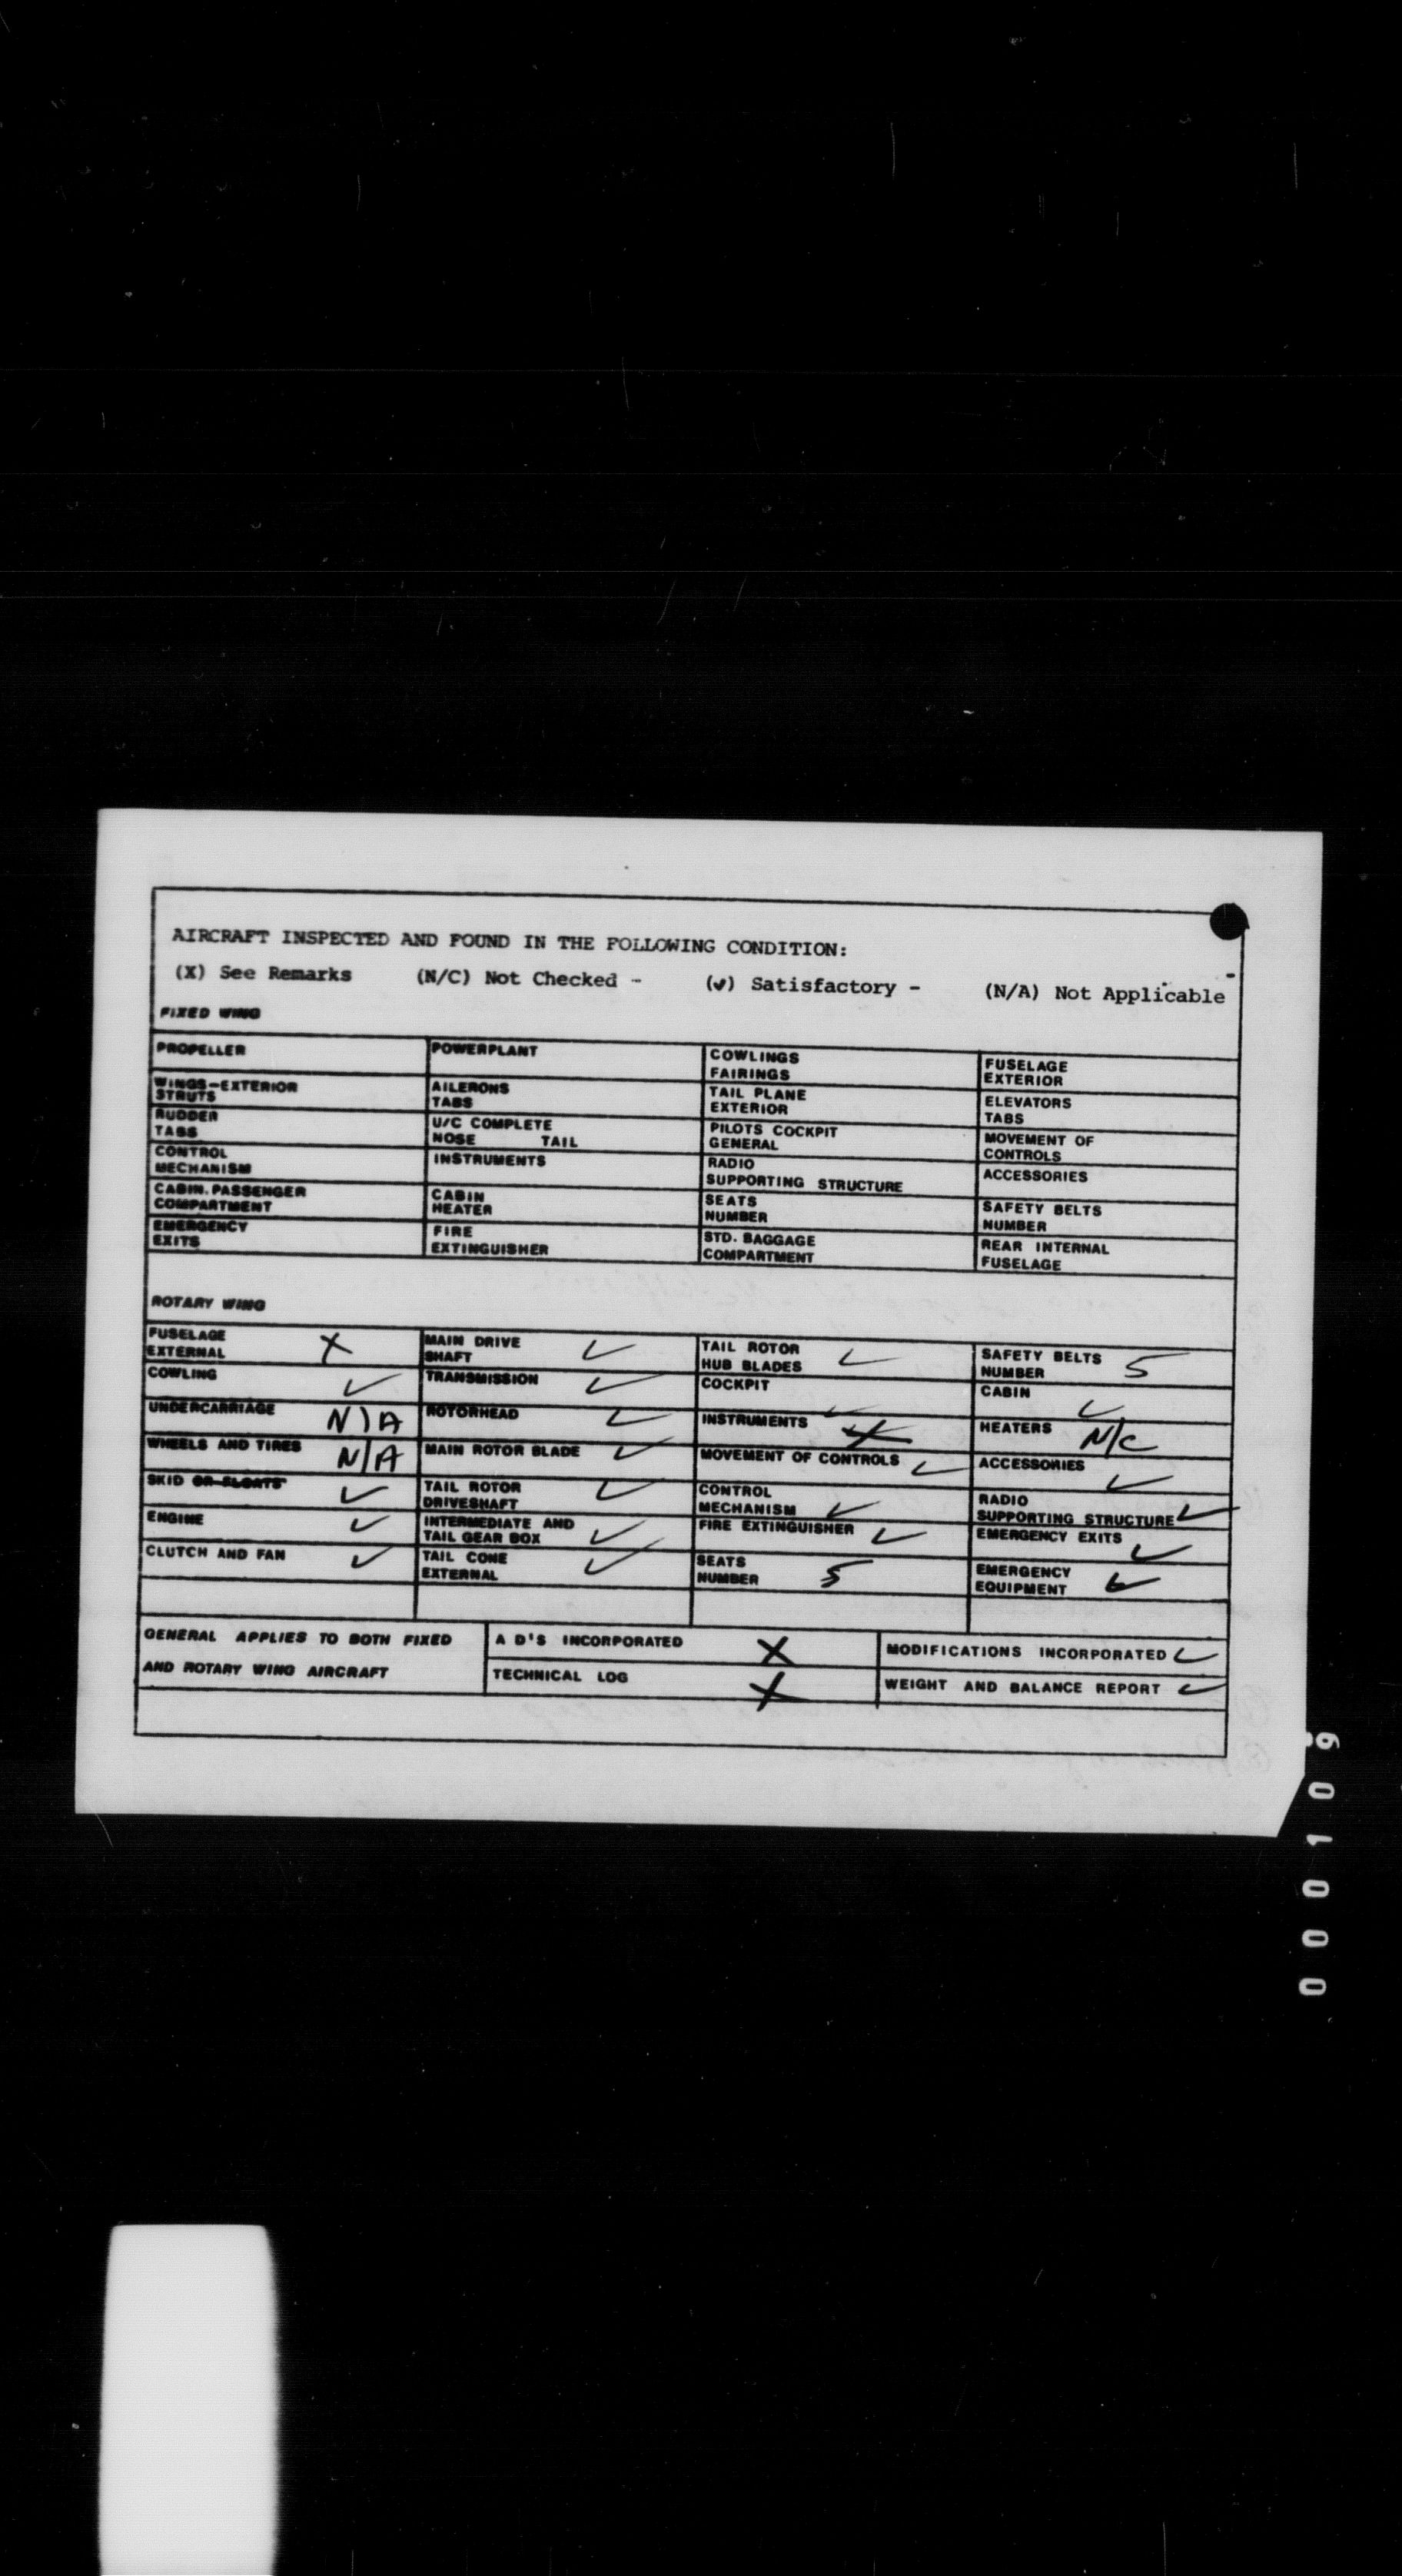 AIRCRAFT INSPECTED AND FOUND IN THE FOLLOWING CONDITION:
(X) See Remarks (N/C) Not Checked - (✓) Satisfactory - (N/A) Not Applicable
FIXED WING
PROPELLER POWERPLANT COWLINGS FAIRINGS FUSELAGE EXTERIOR
WINGS-EXTERIOR STRUTS AILERONS TABS TAIL PLANE EXTERIOR ELEVATORS TABS
RUDDER TABS U/C COMPLETE NOSE TAIL PILOTS COCKPIT GENERAL MOVEMENT OF CONTROLS
CONTROL MECHANISM INSTRUMENTS RADIO SUPPORTING STRUCTURE ACCESSORIES
CABIN. PASSENGER COMPARTMENT CABIN HEATER SEATS NUMBER SAFETY BELTS NUMBER
EMERGENCY EXITS FIRE EXTINGUISHER STD. BAGGAGE COMPARTMENT REAR INTERNAL FUSELAGE
ROTARY WING
FUSELAGE EXTERNAL X MAIN DRIVE SHAFT ✓ TAIL ROTOR HUB BLADES ✓ SAFETY BELTS NUMBER 5
COWLING ✓ TRANSMISSION ✓ COCKPIT ✓ CABIN ✓
UNDERCARRIAGE N/A ROTORHEAD ✓ INSTRUMENTS X HEATERS N/C
WHEELS AND TIRES N/A MAIN ROTOR BLADE ✓ MOVEMENT OF CONTROLS ✓ ACCESSORIES ✓
SKID OR FLOATS ✓ TAIL ROTOR DRIVESHAFT ✓ CONTROL MECHANISM ✓ RADIO SUPPORTING STRUCTURE ✓
ENGINE ✓ INTERMEDIATE AND TAIL GEAR BOX ✓ FIRE EXTINGUISHER ✓ EMERGENCY EXITS ✓
CLUTCH AND FAN ✓ TAIL CONE EXTERNAL ✓ SEATS NUMBER 5 EMERGENCY EQUIPMENT ✓
GENERAL APPLIES TO BOTH FIXED A D'S INCORPORATED X MODIFICATIONS INCORPORATED ✓
AND ROTARY WING AIRCRAFT TECHNICAL LOG X WEIGHT AND BALANCE REPORT ✓
000109